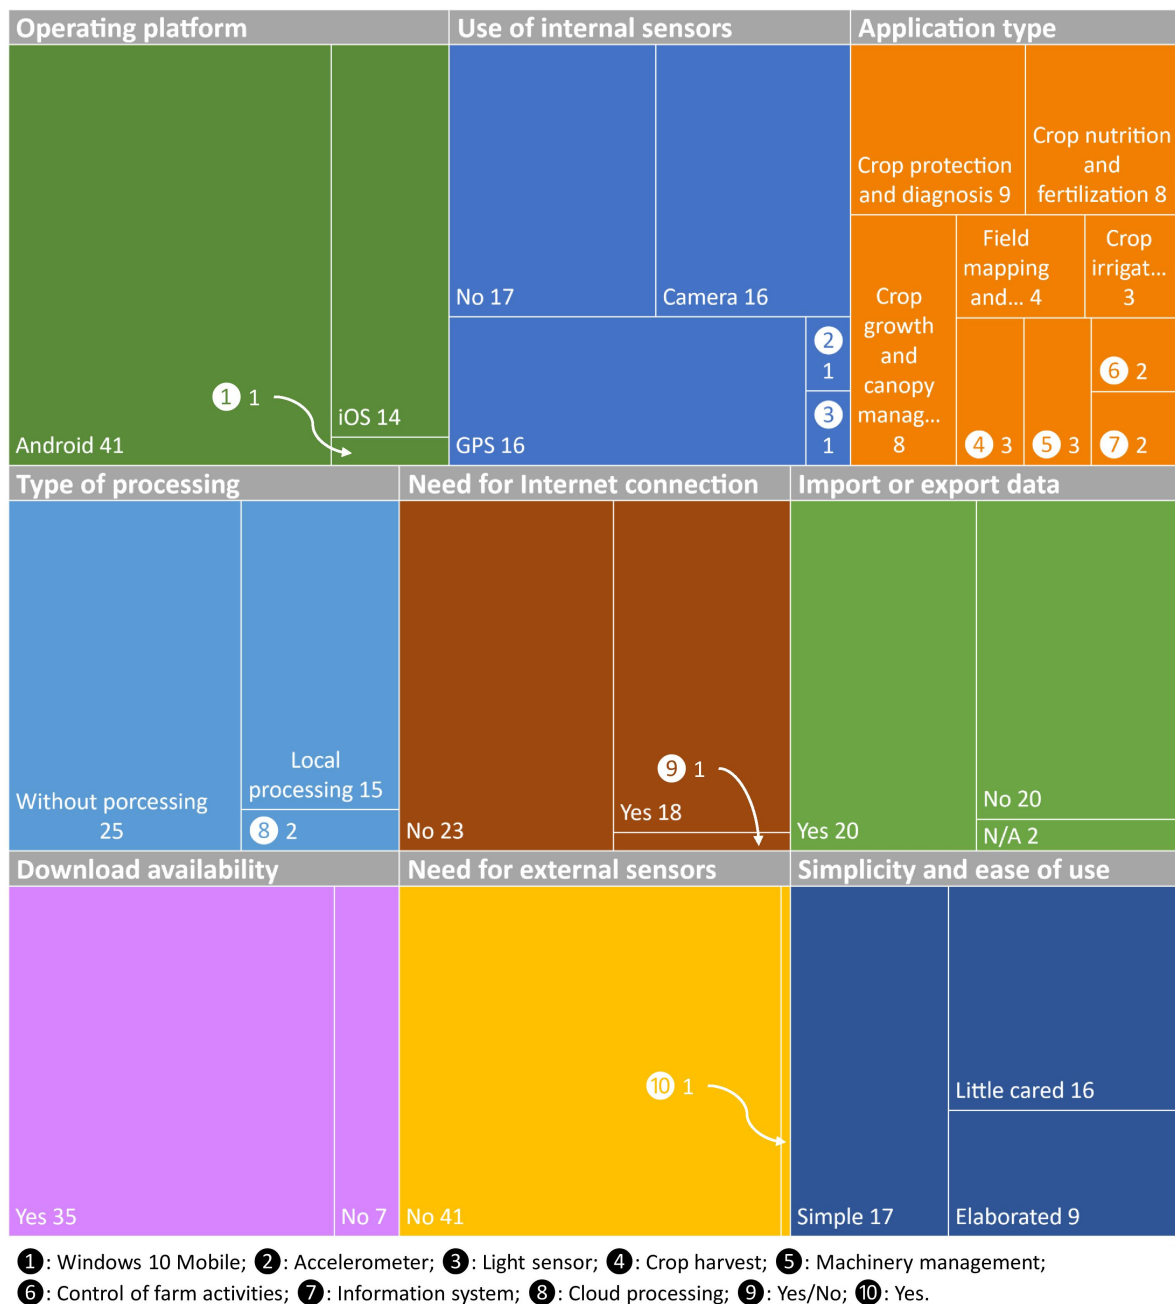 Operating platform
Android 41
iOS 14
1 1
Use of internal sensors
No 17
Camera 16
GPS 16
2
1
3
1
Application type
Crop protection
and diagnosis 9
Crop nutrition
and
fertilization 8
Crop
growth
and
canopy
manag...
8
Field
mapping
and... 4
Crop
irrigat...
3
4 3
5 3
6 2
7 2
Type of processing
Without porcessing
25
Local
processing 15
8 2
Need for Internet connection
No 23
Yes 18
9 1
Import or export data
Yes 20
No 20
N/A 2
Download availability
Yes 35
No 7
Need for external sensors
No 41
10 1
Simplicity and ease of use
Simple 17
Little cared 16
Elaborated 9
1: Windows 10 Mobile; 2: Accelerometer; 3: Light sensor; 4: Crop harvest; 5: Machinery management;
6: Control of farm activities; 7: Information system; 8: Cloud processing; 9: Yes/No; 10: Yes.